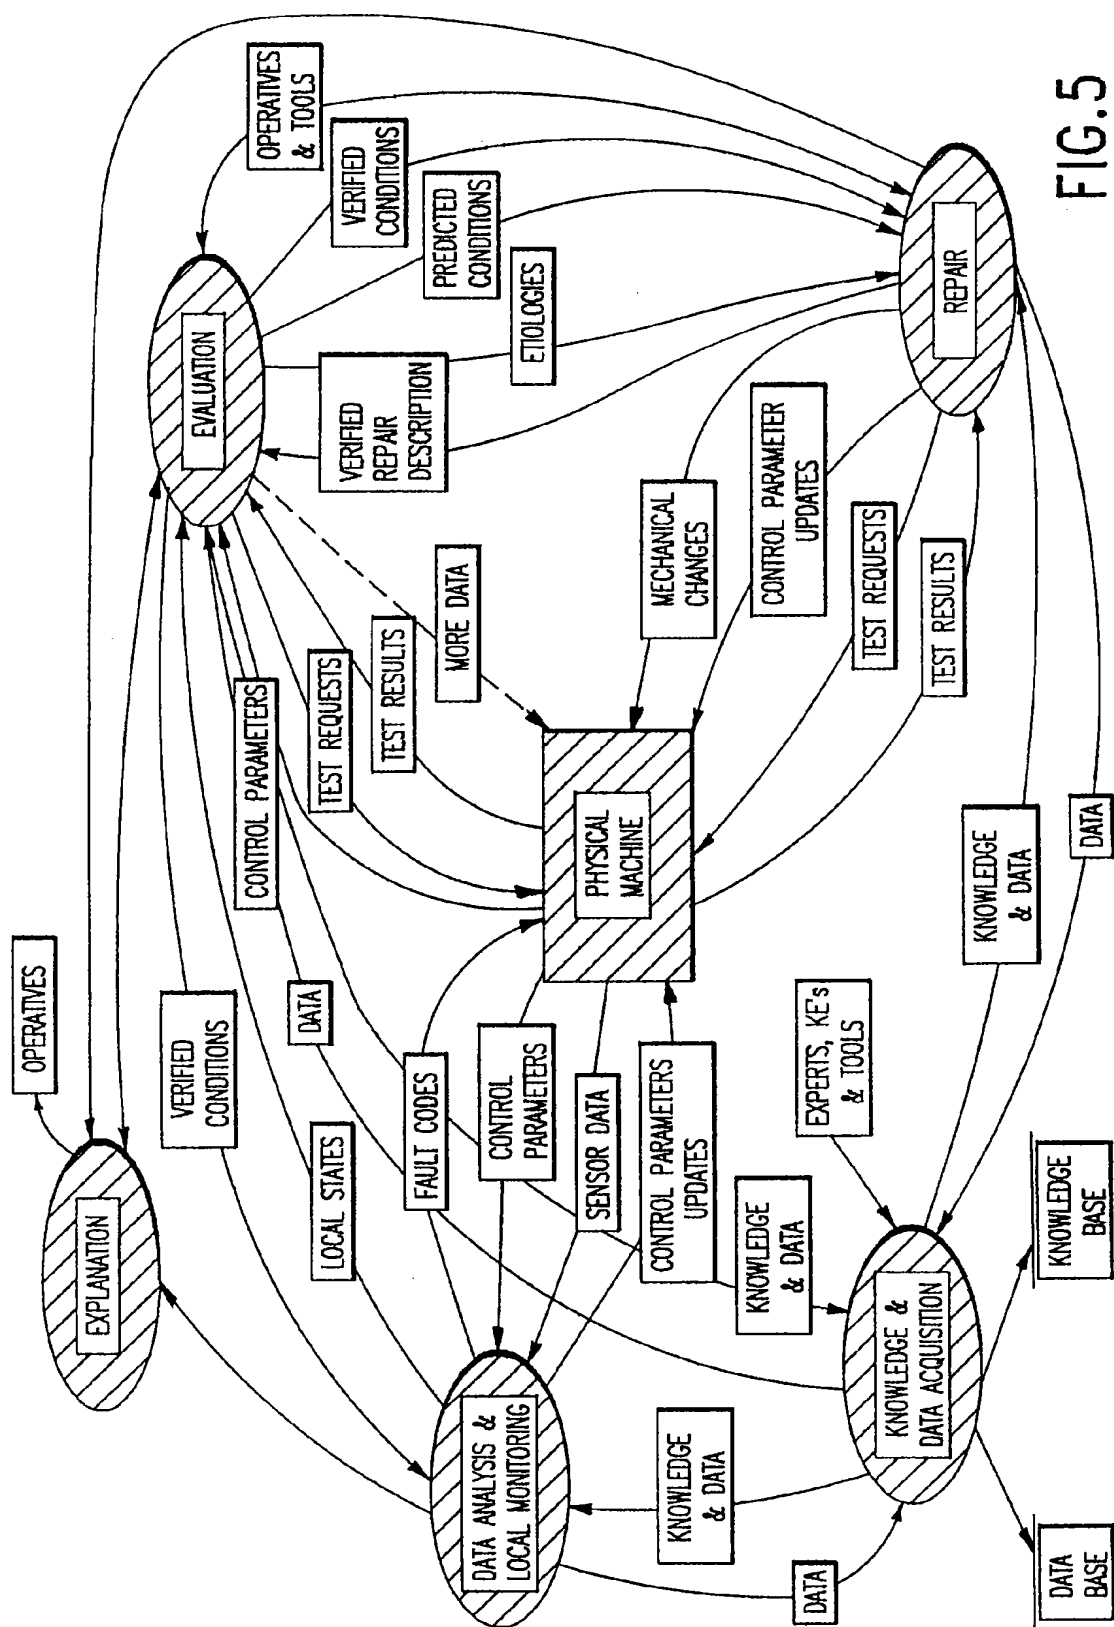 OPERATIVES
EXPLANATION
OPERATIVES
& TOOLS
EVALUATION
VERIFIED
CONDITIONS
PREDICTED
CONDITIONS
ETIOLOGIES
VERIFIED
REPAIR
DESCRIPTION
VERIFIED
CONDITIONS
LOCAL STATES
CONTROL PARAMETERS
DATA
TEST REQUESTS
TEST RESULTS
MORE DATA
FAULT CODES
CONTROL
PARAMETERS
SENSOR DATA
CONTROL PARAMETERS
UPDATES
PHYSICAL
MACHINE
MECHANICAL
CHANGES
CONTROL PARAMETER
UPDATES
TEST REQUESTS
TEST RESULTS
REPAIR
DATA ANALYSIS &
LOCAL MONITORING
KNOWLEDGE
& DATA
DATA
KNOWLEDGE
& DATA
EXPERTS, KE's
& TOOLS
KNOWLEDGE &
DATA ACQUISITION
KNOWLEDGE
& DATA
DATA
DATA
BASE
KNOWLEDGE
BASE
FIG.5